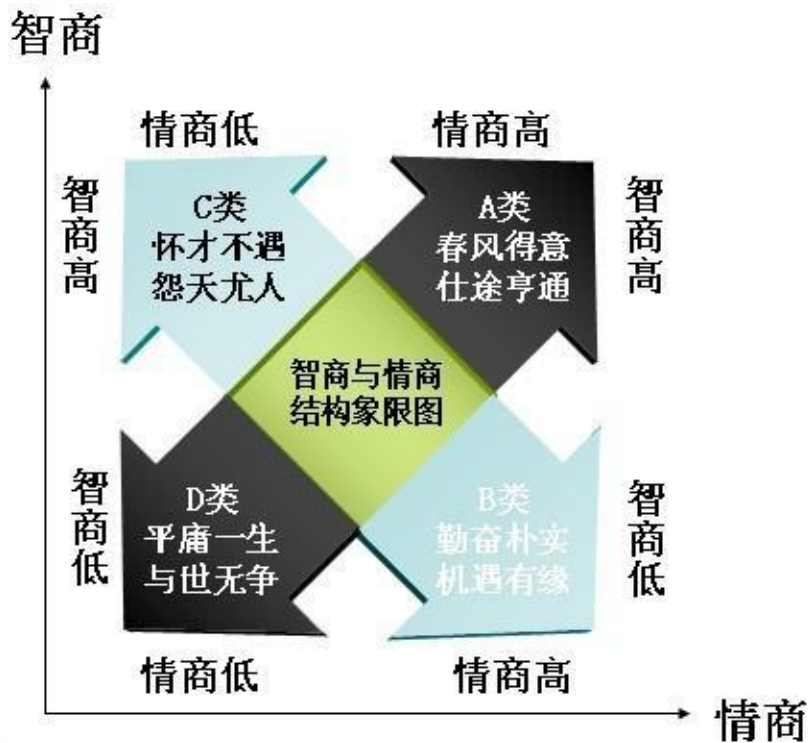 智商
情商低
情商高
智商高
C类
怀才不遇
怨天尤人
A类
春风得意
仕途亨通
智商高
智商与情商
结构象限图
智商低
D类
平庸一生
与世无争
B类
勤奋朴实
机遇有缘
智商低
情商低
情商高
情商